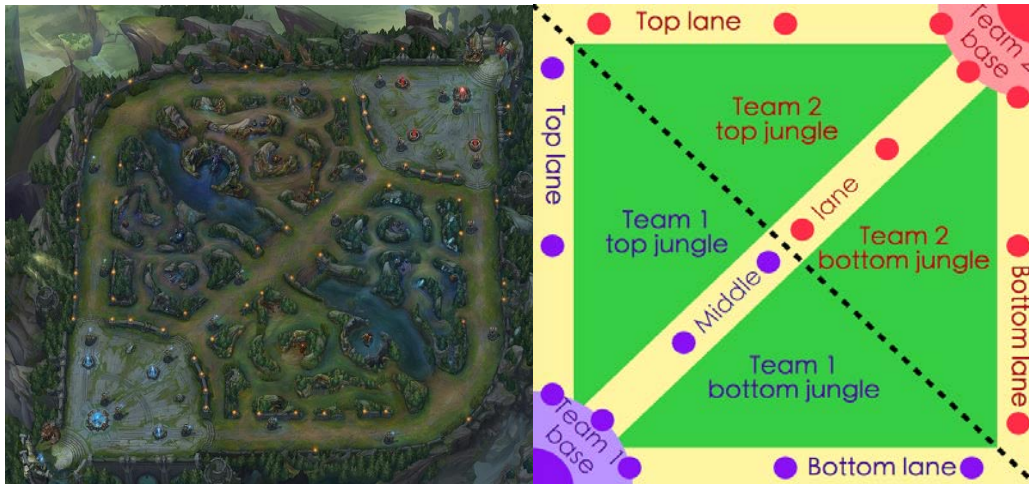 Top lane
Team 2
base
Top lane
Team 2
top jungle
Team 1
top jungle
Middle
lane
Team 2
bottom jungle
Bottom lane
Team 1
bottom jungle
Team 1
base
Bottom lane